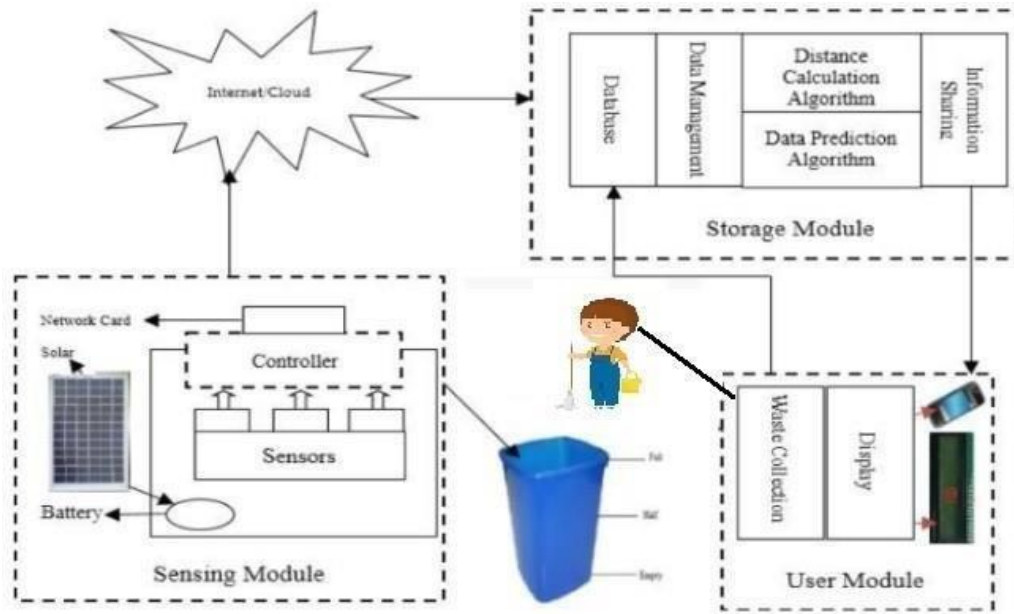 Internet/Cloud
Database
Data Management
Distance
Calculation
Algorithm
Data Prediction
Algorithm
Information
Sharing
Storage Module
Network Card
Solar
Controller
Sensors
Battery
Sensing Module
Full
Half
Empty
Waste Collection
Display
User Module